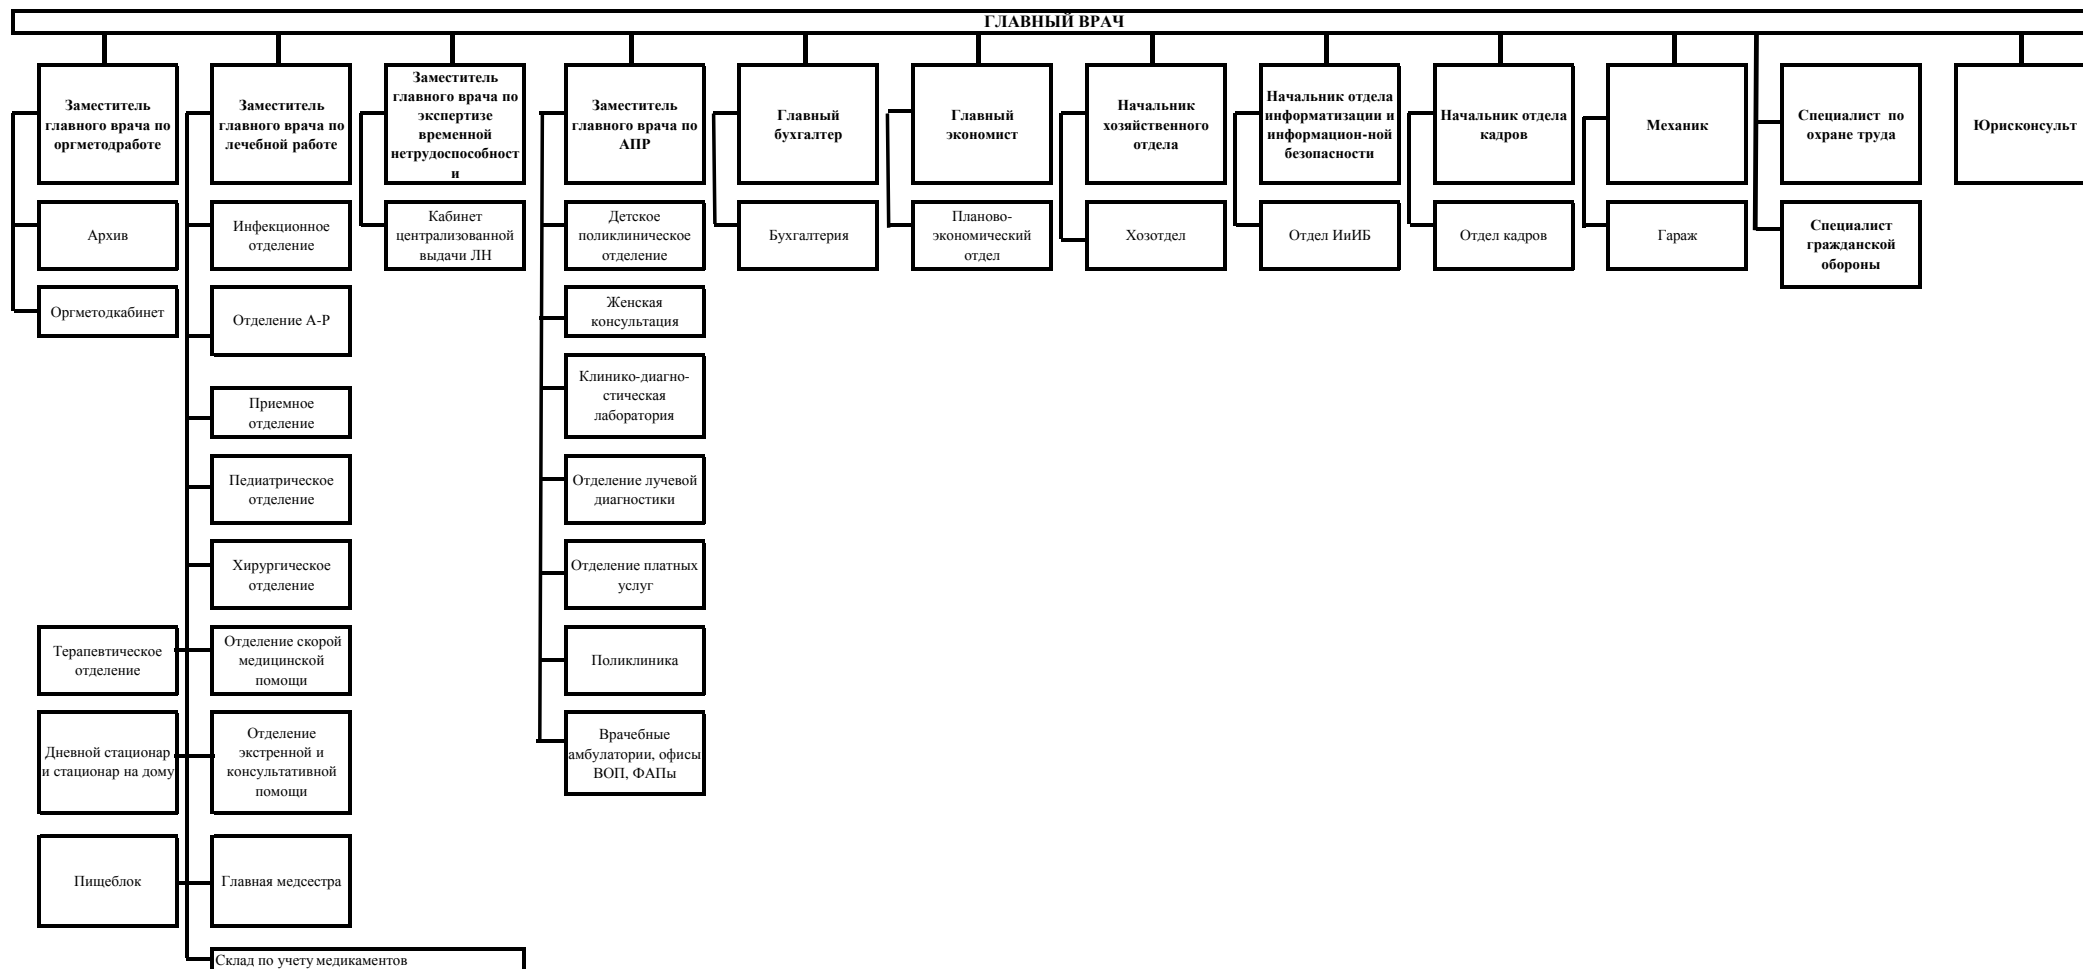 ГЛАВНЫЙ ВРАЧ
Заместитель
главного врача по
оргметодработе
Заместитель
главного врача по
лечебной работе
Заместитель
главного врача по
экспертизе
временной
нетрудоспособност
и
Заместитель
главного врача по
АПР
Главный
бухгалтер
Главный
экономист
Начальник
хозяйственного
отдела
Начальник отдела
информатизации и
информацион-ной
безопасности
Начальник отдела
кадров
Механик
Специалист по
охране труда
Юрисконсульт
Архив
Инфекционное
отделение
Кабинет
централизованной
выдачи ЛН
Детское
поликлиническое
отделение
Бухгалтерия
Планово-
экономический
отдел
Хозотдел
Отдел ИиИБ
Отдел кадров
Гараж
Специалист
гражданской
обороны
Оргметодкабинет
Отделение А-Р
Женская
консультация
Приемное
отделение
Клинико-диагно-
стическая
лаборатория
Педиатрическое
отделение
Отделение лучевой
диагностики
Хирургическое
отделение
Отделение платных
услуг
Терапевтическое
отделение
Отделение скорой
медицинской
помощи
Поликлиника
Дневной стационар
и стационар на дому
Отделение
экстренной и
консультативной
помощи
Врачебные
амбулатории, офисы
ВОП, ФАПы
Пищеблок
Главная медсестра
Склад по учету медикаментов